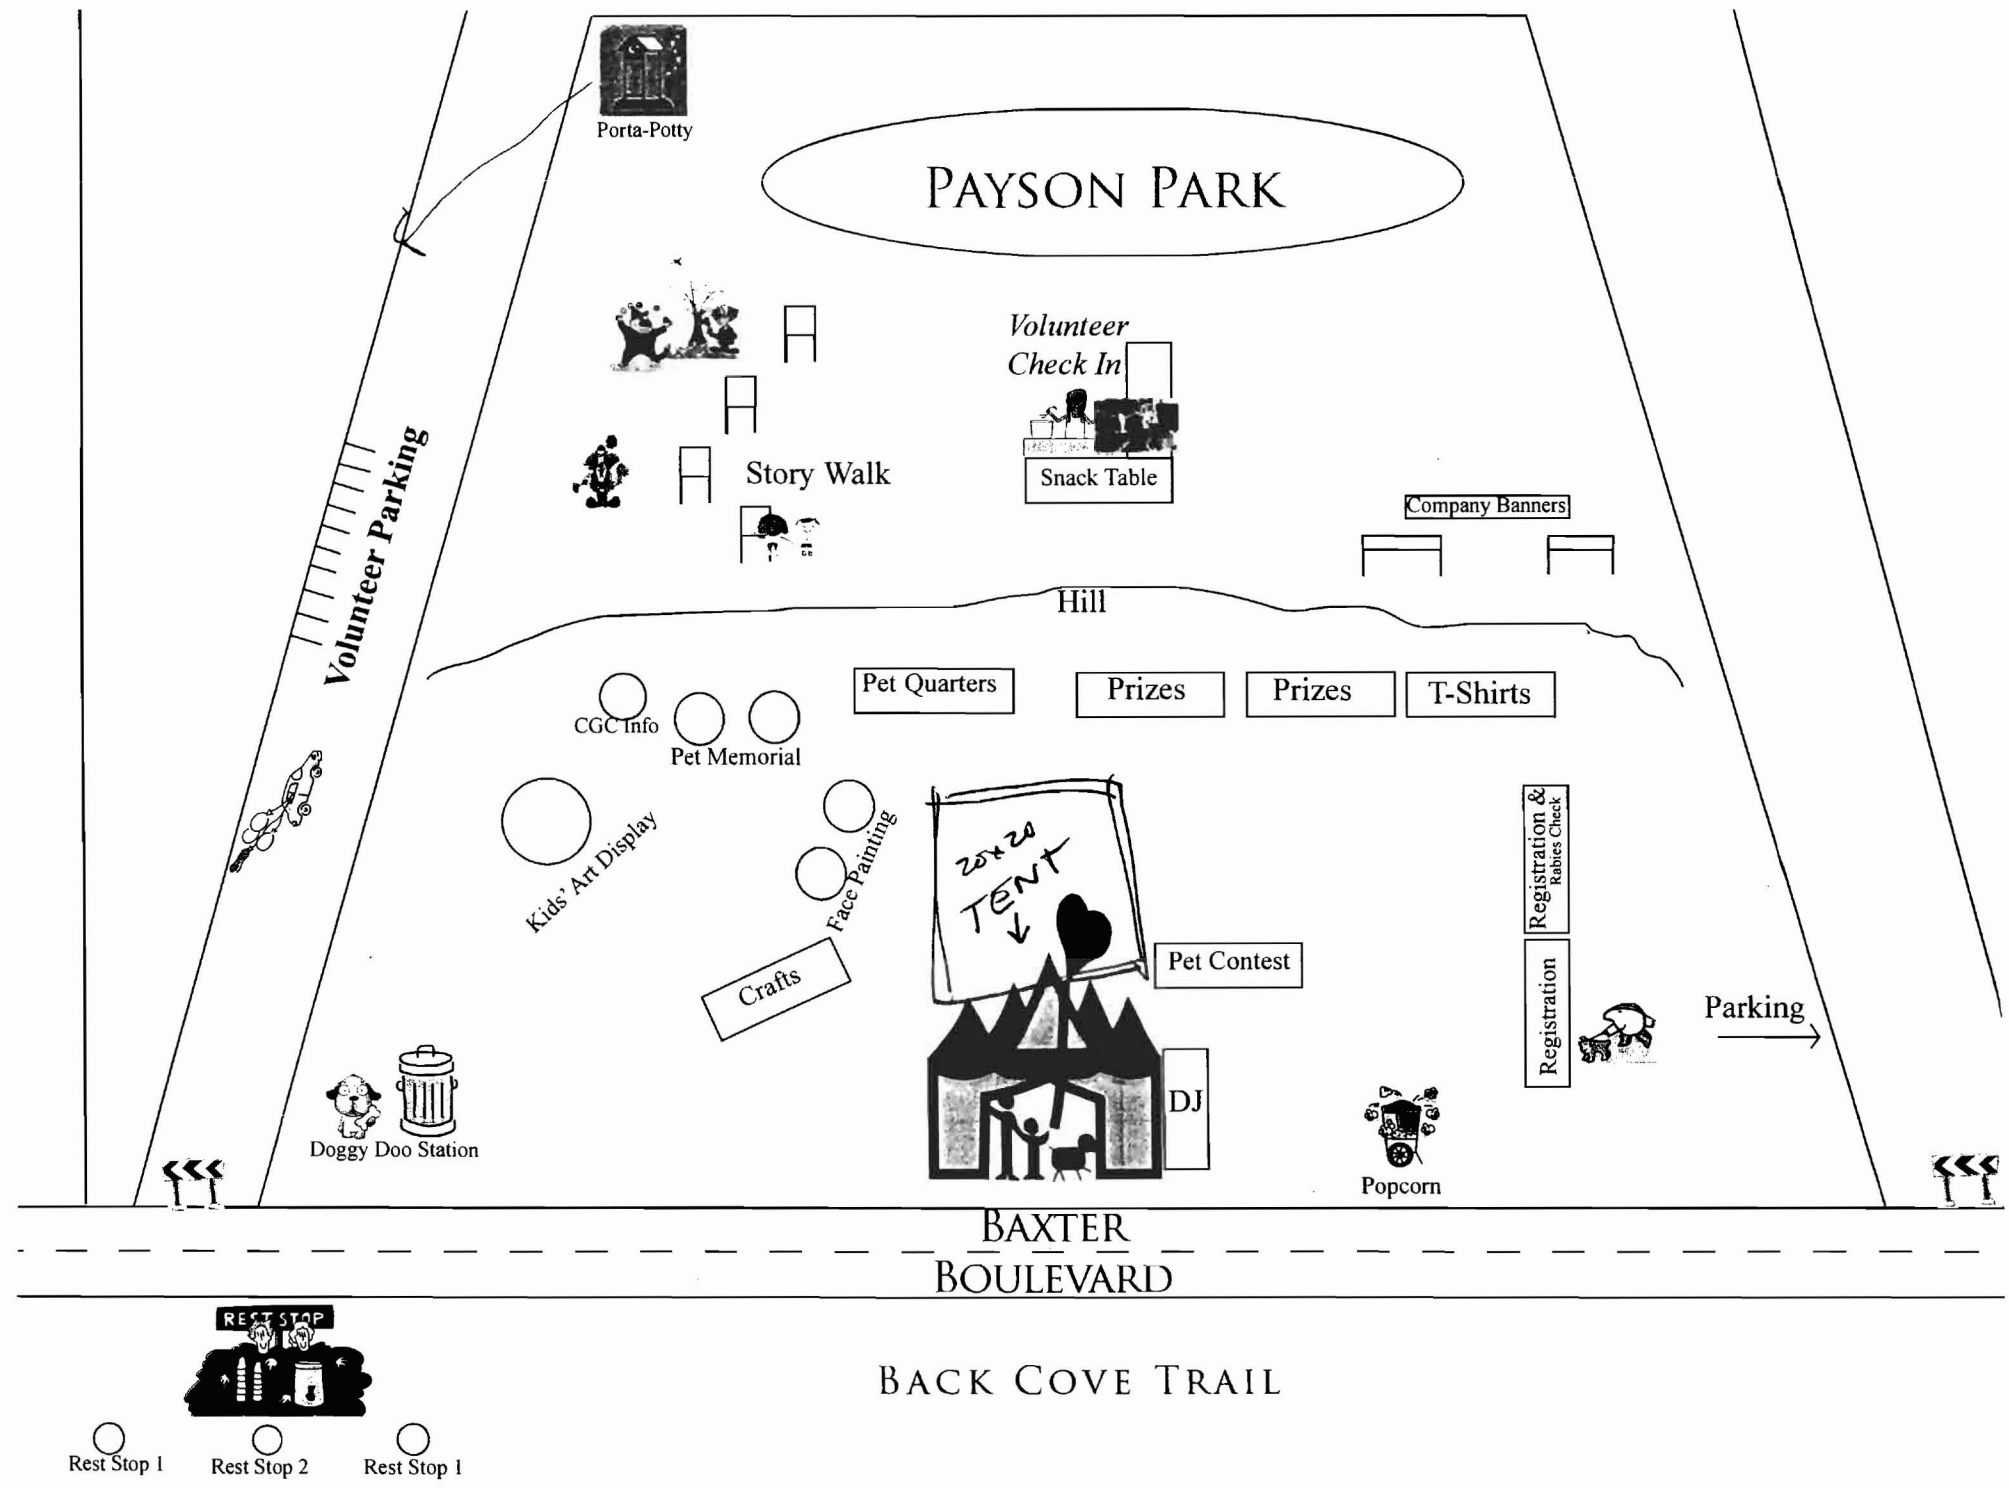 Porta-Potty
PAYSON PARK
Volunteer
Check In
Snack Table
Story Walk
Company Banners
Volunteer Parking
Hill
Pet Quarters
Prizes
Prizes
T-Shirts
CGC Info
Pet Memorial
Kids' Art Display
Face Painting
20x20
TENT
Crafts
Pet Contest
Registration &
Rabies Check
Registration
Parking
DJ
Doggy Doo Station
Popcorn
BAXTER
BOULEVARD
REST STOP
BACK COVE TRAIL
Rest Stop 1
Rest Stop 2
Rest Stop 1